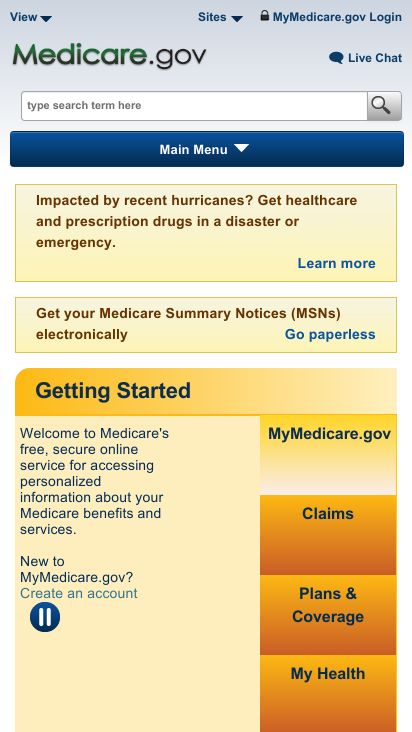 View
Sites
MyMedicare.gov Login
Medicare.gov
Live Chat
type search term here
Main Menu
Impacted by recent hurricanes? Get healthcare
and prescription drugs in a disaster or
emergency.
Learn more
Get your Medicare Summary Notices (MSNs)
electronically
Go paperless
Getting Started
Welcome to Medicare's
free, secure online
service for accessing
personalized
information about your
Medicare benefits and
services.
New to
MyMedicare.gov?
Create an account
MyMedicare.gov
Claims
Plans &
Coverage
My Health